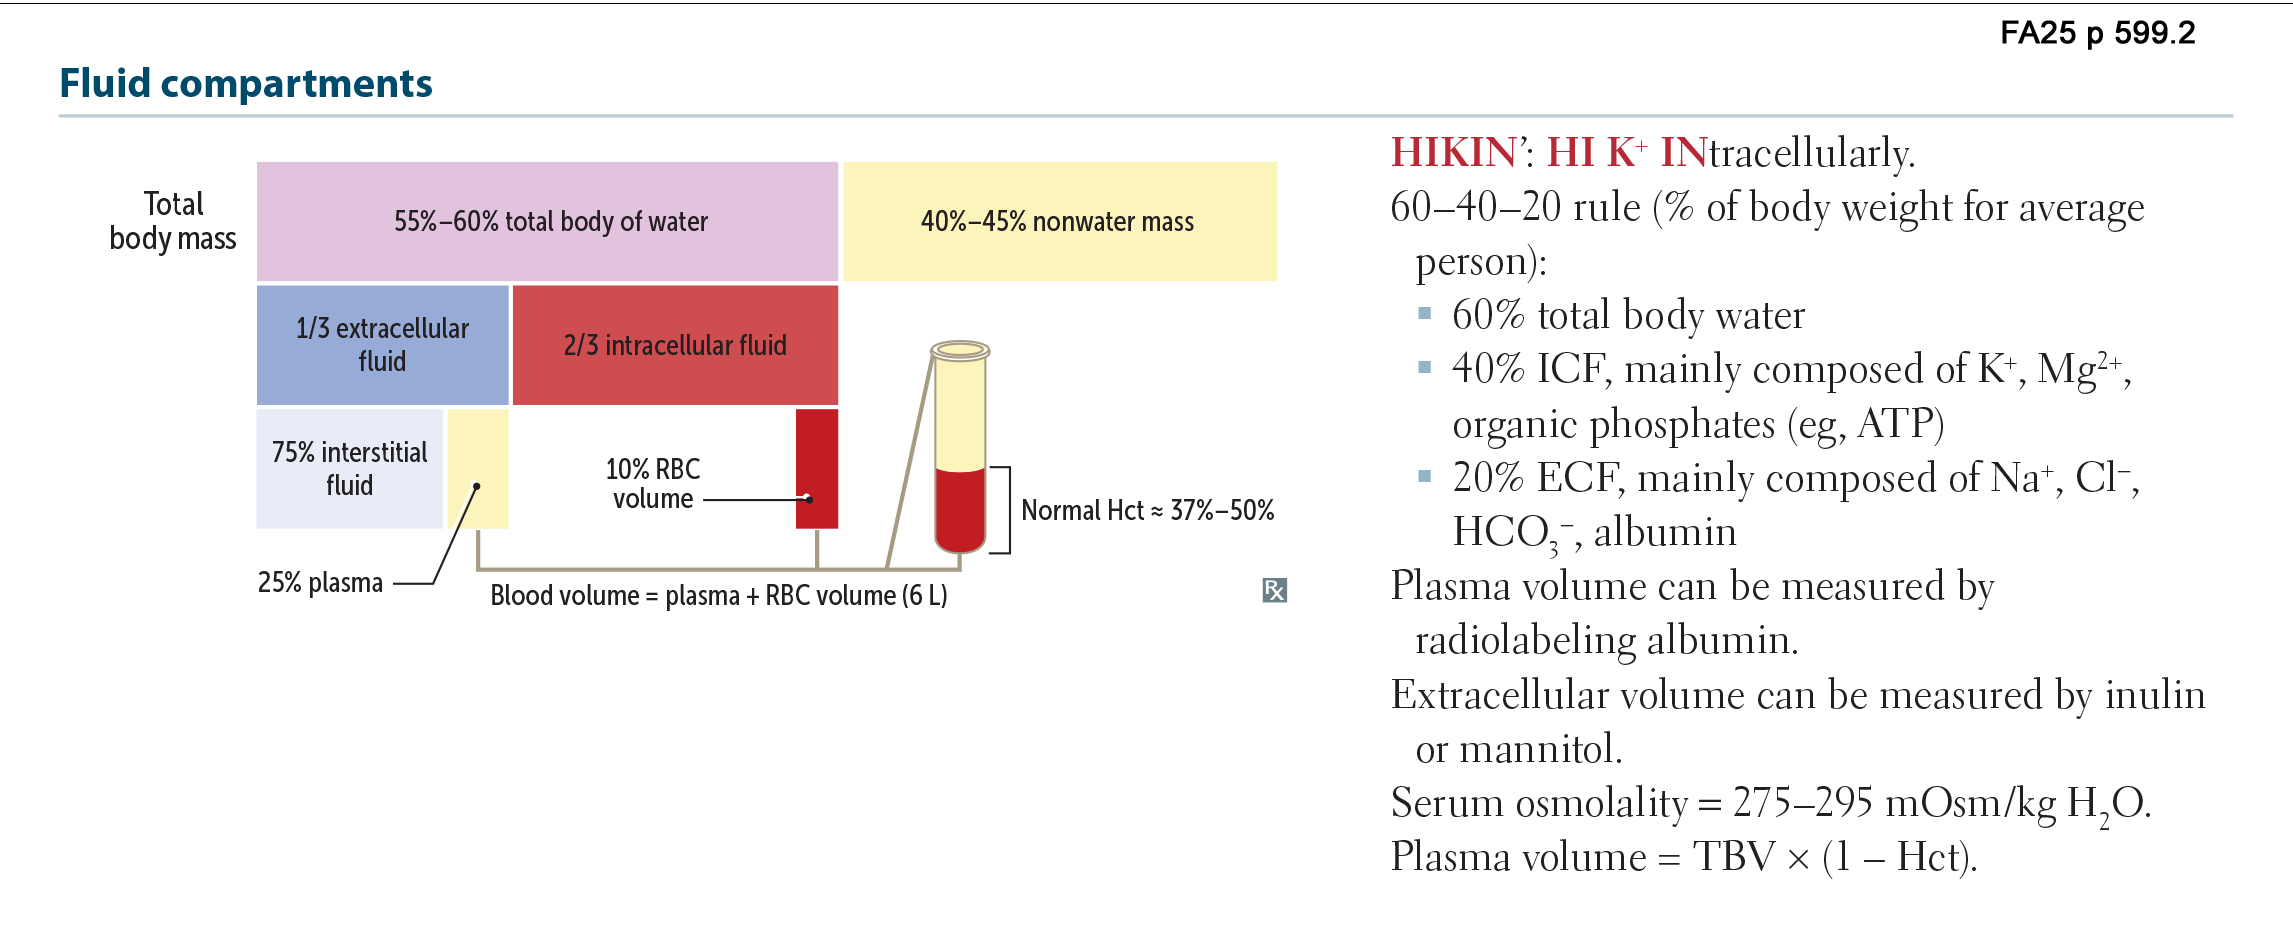 FA25 p 599.2
Fluid compartments
Total
body mass
55%–60% total body of water
40%–45% nonwater mass
1/3 extracellular
fluid
2/3 intracellular fluid
75% interstitial
fluid
10% RBC
volume
Normal Hct ≈ 37%–50%
25% plasma
Blood volume = plasma + RBC volume (6 L)
Rx
HIKIN’: HI K⁺ INtracellularly.
60–40–20 rule (% of body weight for average
person):
▪ 60% total body water
▪ 40% ICF, mainly composed of K⁺, Mg²⁺,
organic phosphates (eg, ATP)
▪ 20% ECF, mainly composed of Na⁺, Cl⁻,
HCO₃⁻, albumin
Plasma volume can be measured by
radiolabeling albumin.
Extracellular volume can be measured by inulin
or mannitol.
Serum osmolality = 275–295 mOsm/kg H₂O.
Plasma volume = TBV × (1 – Hct).